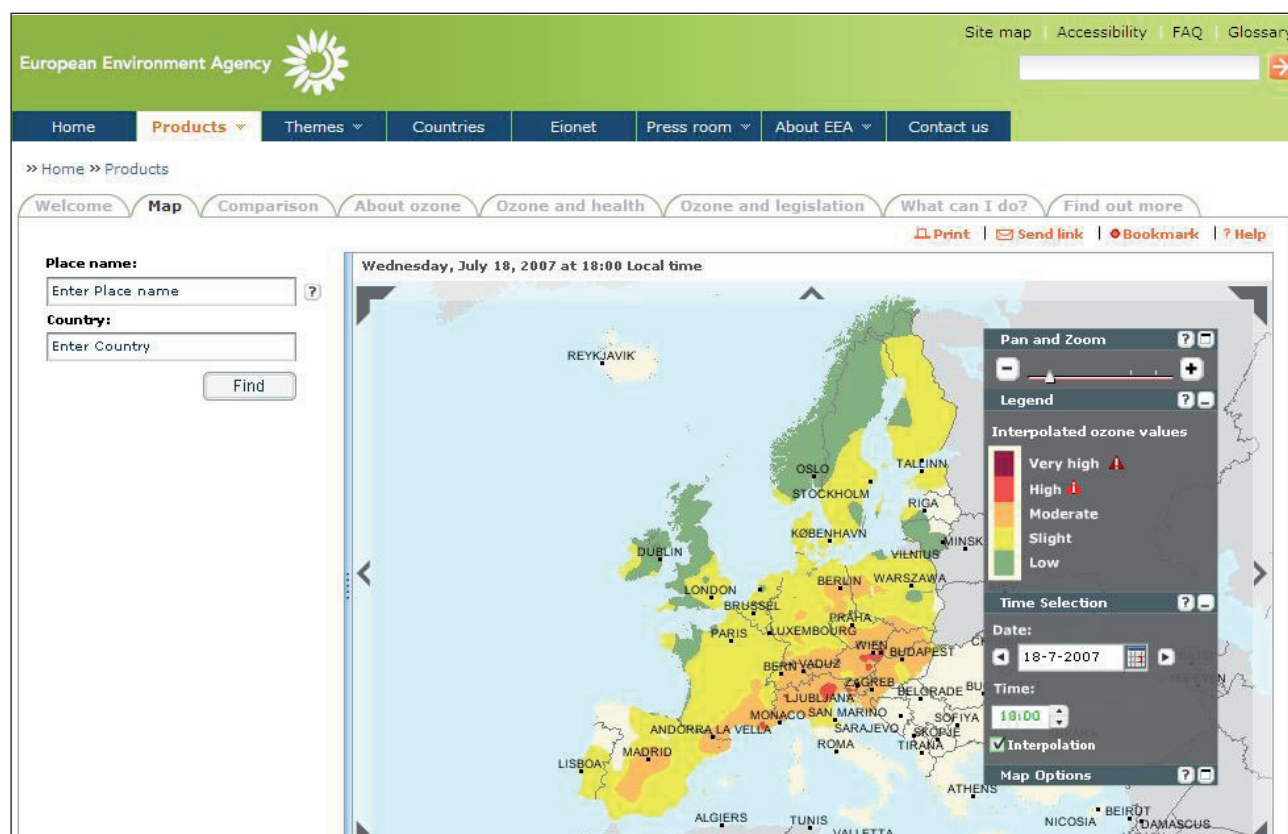 Site map | Accessibility | FAQ | Glossary
European Environment Agency
Home Products Themes Countries Eionet Press room About EEA Contact us
» Home » Products
Welcome Map Comparison About ozone Ozone and health Ozone and legislation What can I do? Find out more
Print | Send link | Bookmark | ? Help
Place name:
Enter Place name ?
Country:
Enter Country
Find
Wednesday, July 18, 2007 at 18:00 Local time
REYKJAVIK
OSLO
TALLINN
STOCKHOLM
RIGA
KØBENHAVN
MINSK
DUBLIN
VILNIUS
BERLIN
WARSZAWA
LONDON
BRUSSEL
PRAHA
PARIS
LUXEMBOURG
WIEN
BUDAPEST
BERN
VADUZ
ZAGREB
BELGRADE
LJUBLJANA
MONACO
SAN MARINO
SOFIYA
ANDORRA LA VELLA
SARAJEVO
SKOPJE
MADRID
ROMA
TIRANA
LISBOA
ATHENS
ALGIERS
TUNIS
VALLETTA
BEIRUT
NICOSIA
DAMASCUS
Pan and Zoom ?
Legend ?
Interpolated ozone values
Very high
High
Moderate
Slight
Low
Time Selection ?
Date:
18-7-2007
Time:
18:00
Interpolation
Map Options ?